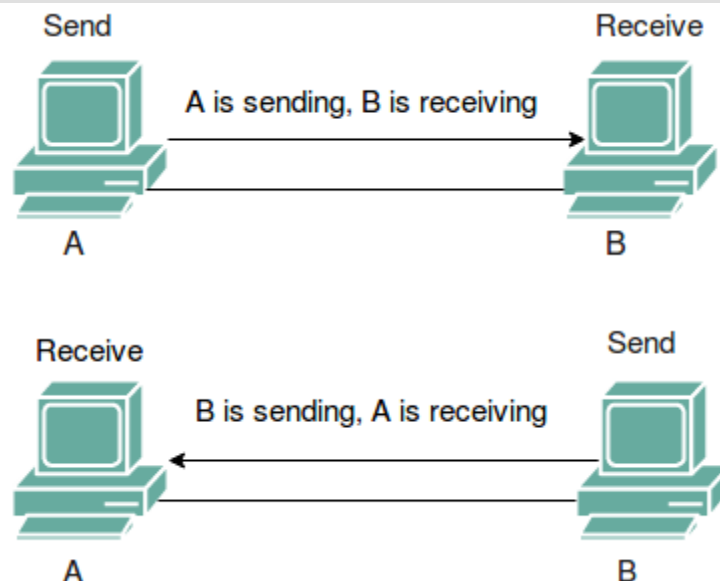 Send
Receive
A is sending, B is receiving
A
B
Receive
Send
B is sending, A is receiving
A
B